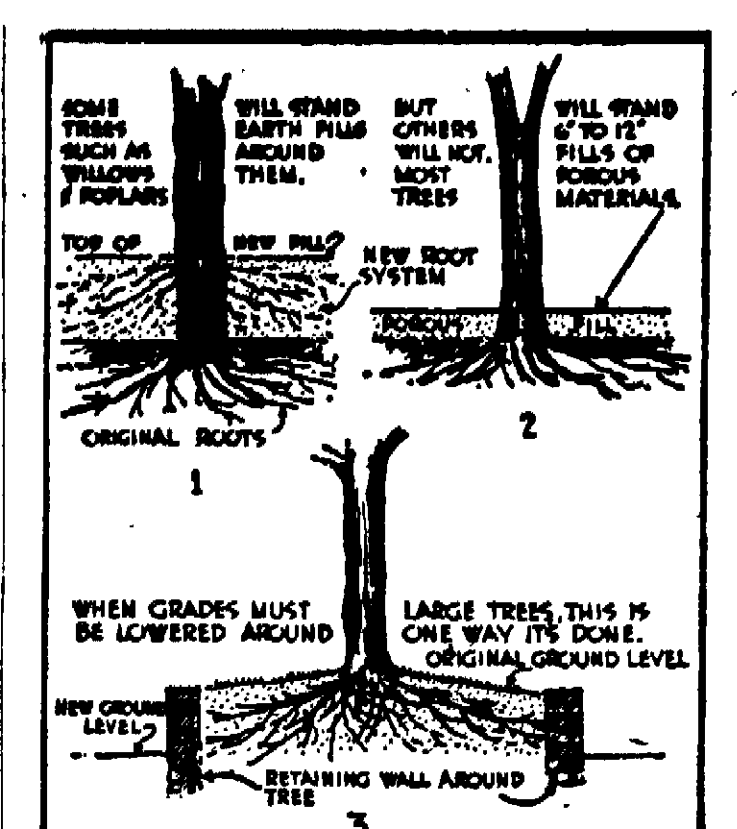 SOME
TREES
SUCH AS
WILLOWS
& POPLARS
WILL STAND
EARTH FILLS
AROUND
THEM.
TOP OF NEW FILL
NEW ROOT
SYSTEM
ORIGINAL ROOTS
1
BUT
OTHERS
WILL NOT.
MOST
TREES
WILL STAND
6" TO 12"
FILLS OF
POROUS
MATERIALS.
POROUS FILL
2
WHEN GRADES MUST
BE LOWERED AROUND
LARGE TREES, THIS IS
ONE WAY IT'S DONE.
ORIGINAL GROUND LEVEL
NEW GROUND
LEVEL
RETAINING WALL AROUND
TREE
3